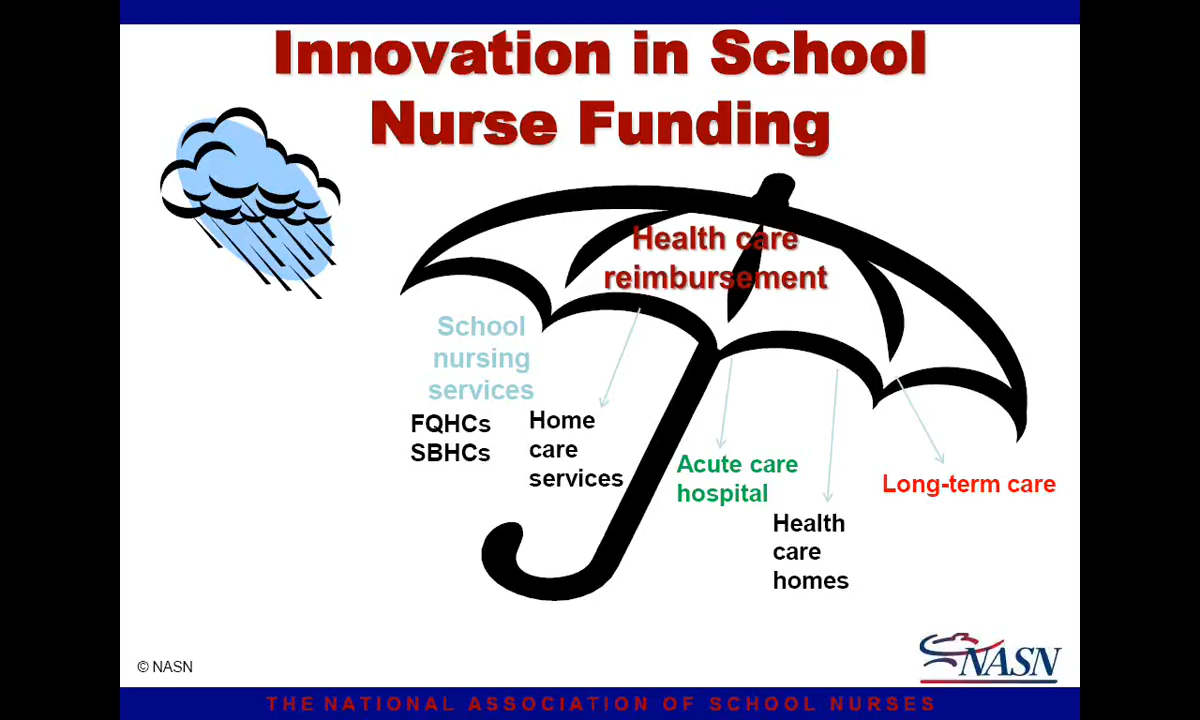 Innovation in School
Nurse Funding
Health care
reimbursement
School
nursing
services
FQHCs
SBHCs
Home
care
services
Acute care
hospital
Health
care
homes
Long-term care
© NASN
NASN
THE NATIONAL ASSOCIATION OF SCHOOL NURSES